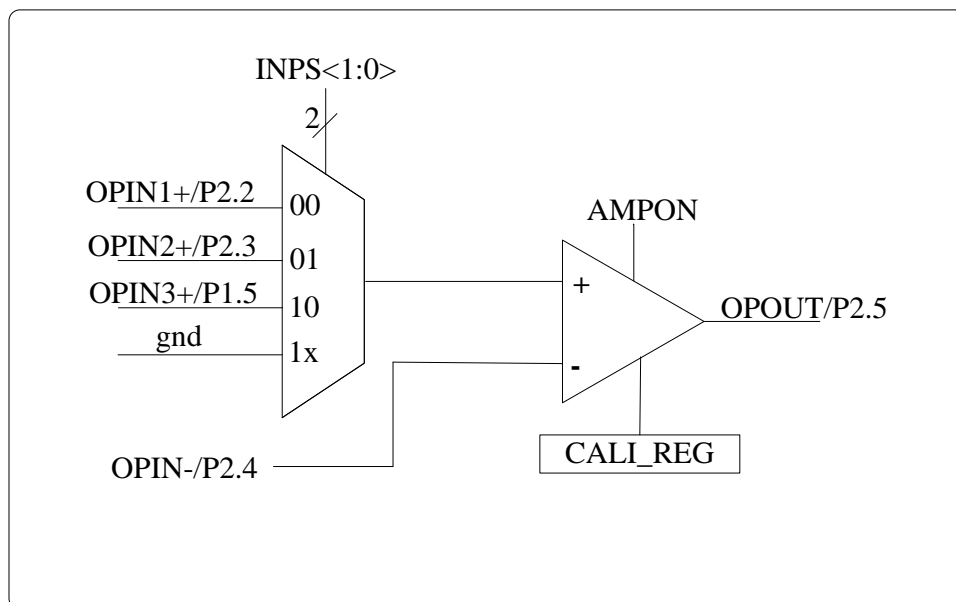 INPS<1:0>
2
OPIN1+/P2.2
00
AMPON
OPIN2+/P2.3
01
+
OPIN3+/P1.5
10
OPOUT/P2.5
gnd
1x
-
CALI_REG
OPIN-/P2.4